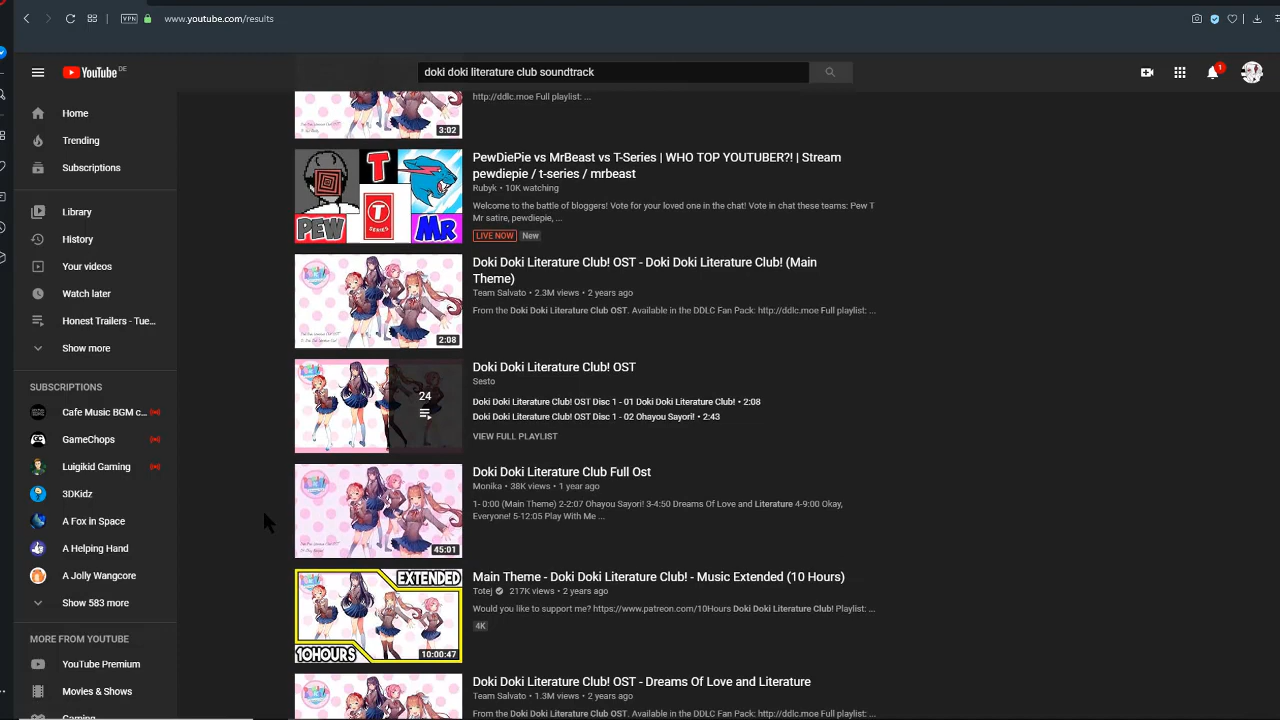 VPN
www.youtube.com/results
YouTube DE
doki doki literature club soundtrack
1
Home
Trending
Subscriptions
Library
History
Your videos
Watch later
Honest Trailers - Tue...
Show more
SUBSCRIPTIONS
Cafe Music BGM c...
GameChops
Luigikid Gaming
3DKidz
A Fox in Space
A Helping Hand
A Jolly Wangcore
Show 583 more
MORE FROM YOUTUBE
YouTube Premium
Movies & Shows
Gaming
http://ddlc.moe Full playlist: ...
3:02
T
T
SERIES
PEW
MR
PewDiePie vs MrBeast vs T-Series | WHO TOP YOUTUBER?! | Stream
pewdiepie / t-series / mrbeast
Rubyk • 10K watching
Welcome to the battle of bloggers! Vote for your loved one in the chat! Vote in chat these teams: Pew T
Mr satire, pewdiepie, ...
LIVE NOW New
Doki Doki Literature Club! OST - Doki Doki Literature Club! (Main
Theme)
Team Salvato • 2.3M views • 2 years ago
From the Doki Doki Literature Club OST. Available in the DDLC Fan Pack: http://ddlc.moe Full playlist: ...
2:08
Doki Doki Literature Club! OST
Sesto
24
Doki Doki Literature Club! OST Disc 1 - 01 Doki Doki Literature Club! • 2:08
Doki Doki Literature Club! OST Disc 1 - 02 Ohayou Sayori! • 2:43
VIEW FULL PLAYLIST
Doki Doki Literature Club Full Ost
Monika • 38K views • 1 year ago
1- 0:00 (Main Theme) 2-2:07 Ohayou Sayori! 3-4:50 Dreams Of Love and Literature 4-9:00 Okay,
Everyone! 5-12:05 Play With Me ...
45:01
EXTENDED
10HOURS
10:00:47
Main Theme - Doki Doki Literature Club! - Music Extended (10 Hours)
Totej 217K views • 2 years ago
Would you like to support me? https://www.patreon.com/10Hours Doki Doki Literature Club! Playlist: ...
4K
Doki Doki Literature Club! OST - Dreams Of Love and Literature
Team Salvato • 1.3M views • 2 years ago
From the Doki Doki Literature Club OST. Available in the DDLC Fan Pack: http://ddlc.moe Full playlist: ...